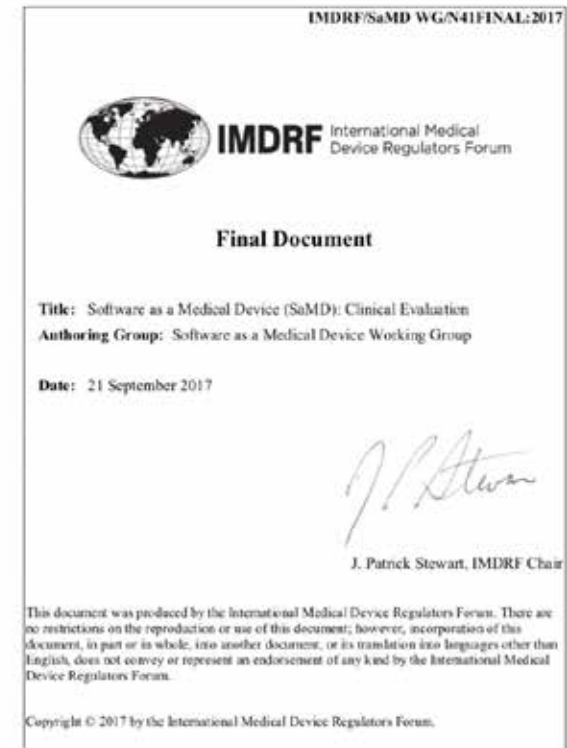 IMDRF/SaMD WG/N41FINAL:2017
IMDRF International Medical
Device Regulators Forum
Final Document
Title: Software as a Medical Device (SaMD): Clinical Evaluation
Authoring Group: Software as a Medical Device Working Group
Date: 21 September 2017
J. Patrick Stewart, IMDRF Chair
This document was produced by the International Medical Device Regulators Forum. There are
no restrictions on the reproduction or use of this document; however, incorporation of this
document, in part or in whole, into another document, or its translation into languages other than
English, does not convey or represent an endorsement of any kind by the International Medical
Device Regulators Forum.
Copyright © 2017 by the International Medical Device Regulators Forum.